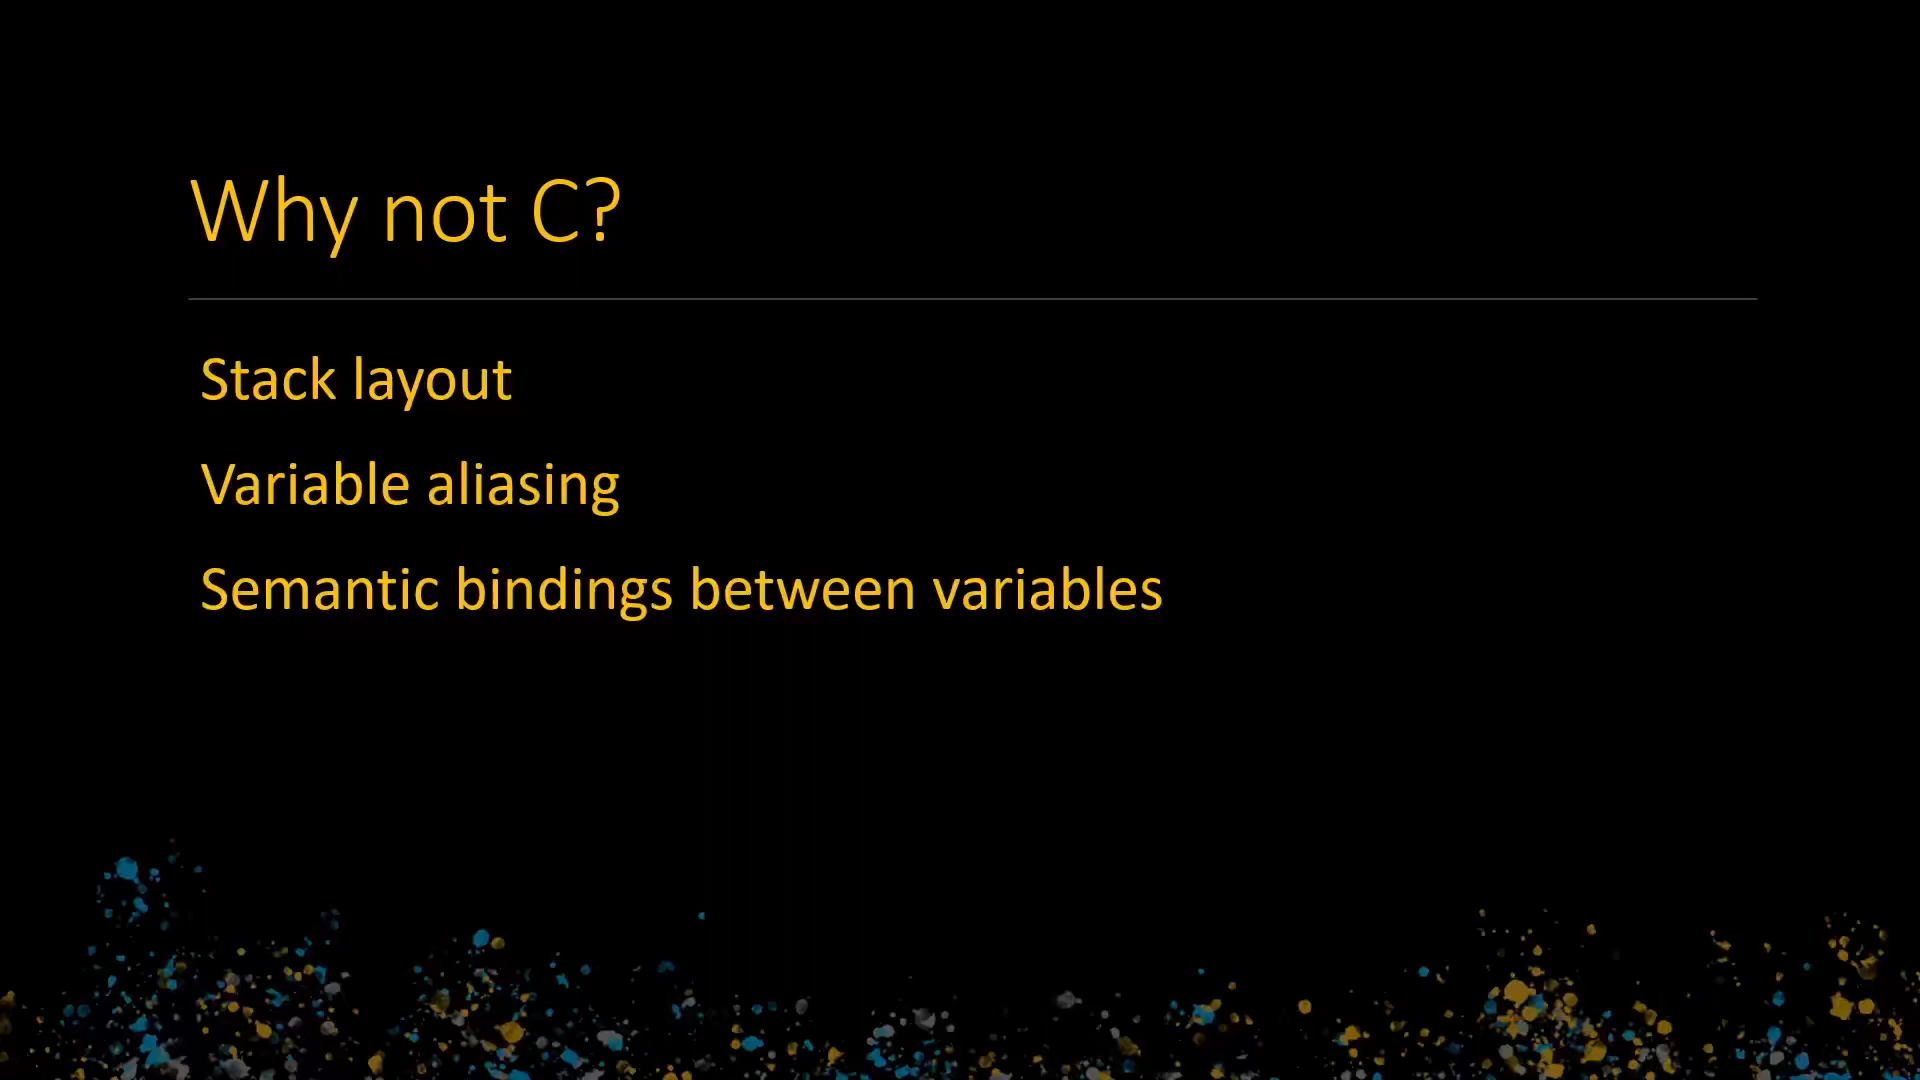 Why not C?
Stack layout
Variable aliasing
Semantic bindings between variables